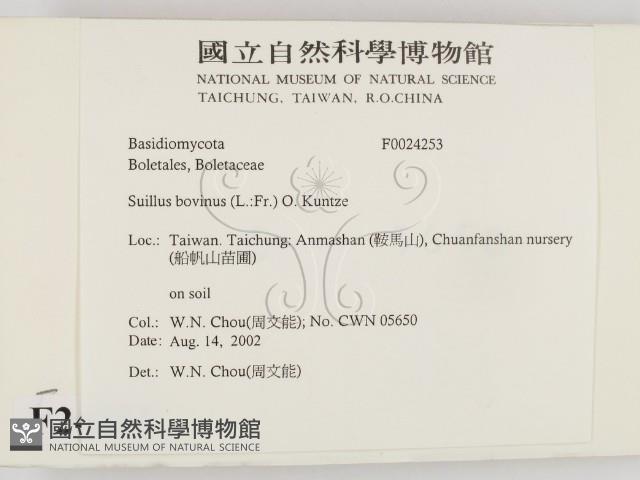 國立自然科學博物館
NATIONAL MUSEUM OF NATURAL SCIENCE
TAICHUNG, TAIWAN, R.O.CHINA
Basidiomycota F0024253
Boletales, Boletaceae
Suillus bovinus (L.:Fr.) O. Kuntze
Loc.: Taiwan. Taichung: Anmashan (鞍馬山), Chuanfanshan nursery
(船帆山苗圃)
on soil
Col.: W.N. Chou(周文能); No. CWN 05650
Date: Aug. 14, 2002
Det.: W.N. Chou(周文能)
國立自然科學博物館
NATIONAL MUSEUM OF NATURAL SCIENCE